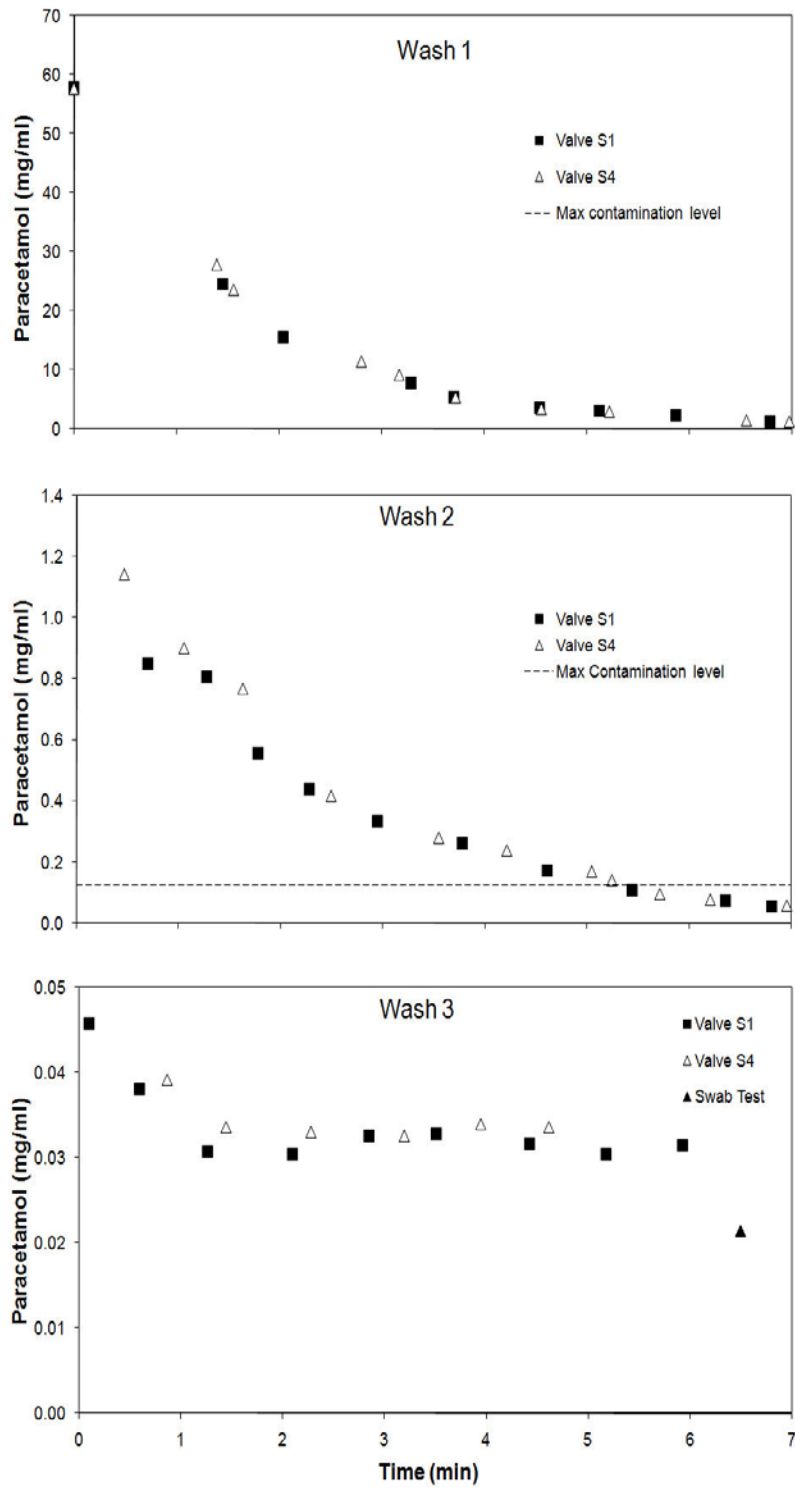 70
Wash 1
60
Valve S1
50
Valve S4
40
Max contamination level
30
20
10
0
Paracetamol (mg/ml)
1.4
Wash 2
1.2
Valve S1
1.0
Valve S4
Max Contamination level
0.8
0.6
0.4
0.2
0.0
Paracetamol (mg/ml)
0.05
Wash 3
Valve S1
Valve S4
0.04
Swab Test
0.03
0.02
0.01
0.00
Paracetamol (mg/ml)
0 1 2 3 4 5 6 7
Time (min)